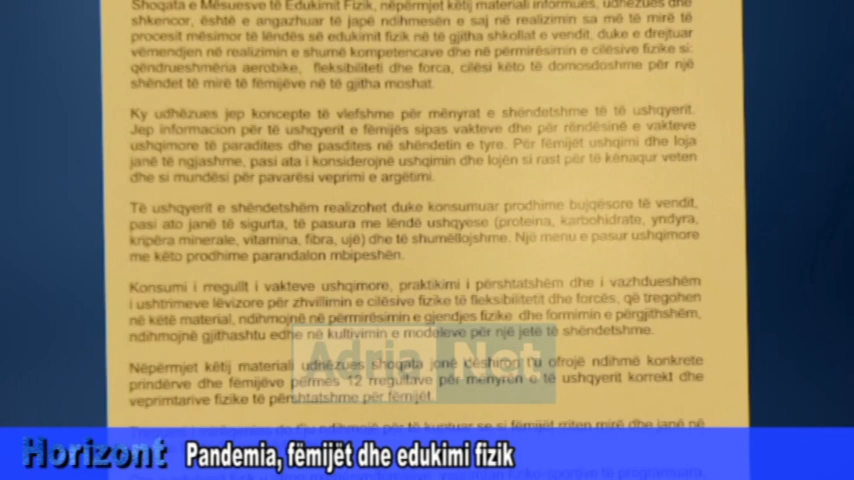 Shoqata e Mësuesve të Edukimit Fizik, nëpërmjet këtij materiali informues, udhëzues dhe
shkencor, është e angazhuar të japë ndihmesën e saj në realizimin sa më të mirë të
procesit mësimor të lëndës së edukimit fizik në të gjitha shkollat e vendit, duke e drejtuar
vëmendjen në realizimin e shumë kompetencave dhe në përmirësimin e cilësive fizike si:
qëndrueshmëria aerobike, fleksibiliteti dhe forca, cilësi këto të domosdoshme për një
shëndet të mirë të fëmijëve në të gjitha moshat.
Ky udhëzues jep koncepte të vlefshme për mënyrat e shëndetshme të të ushqyerit.
Jep informacion për të ushqyerit e fëmijës sipas vakteve dhe për rëndësinë e vakteve
ushqimore të paradites dhe pasdites në shëndetin e tyre. Për fëmijët ushqimi dhe loja
janë të ngjashme, pasi ata i konsiderojnë ushqimin dhe lojën si rast për të kënaqur veten
dhe si mundësi për pavarësi veprimi e argëtimi.
Të ushqyerit e shëndetshëm realizohet duke konsumuar prodhime bujqësore të vendit,
pasi ato janë të sigurta, të pasura me lëndë ushqyese (proteina, karbohidrate, yndyra,
kripëra minerale, vitamina, fibra, ujë) dhe të shumëllojshme. Një menu e pasur ushqimore
me këto prodhime parandalon mbipeshën.
Konsumi i rregullt i vakteve ushqimore, praktikimi i përshtatshëm dhe i vazhdueshëm
i ushtrimeve lëvizore për zhvillimin e cilësive fizike të fleksibilitetit dhe forcës, që tregohen
në këtë material, ndihmojnë në përmirësimin e gjendjes fizike dhe formimin e përgjithshëm,
ndihmojnë gjithashtu edhe në kultivimin e modeleve për një jetë të shëndetshme.
Adria Net
Nëpërmjet këtij materiali udhëzues shoqata jonë dëshiron t'u ofrojë ndihmë konkrete
prindërve dhe fëmijëve përmes 12 rregullave për mënyrën e të ushqyerit korrekt dhe
veprimtarive fizike të përshtatshme për fëmijët.
Horizont Pandemia, fëmijët dhe edukimi fizik